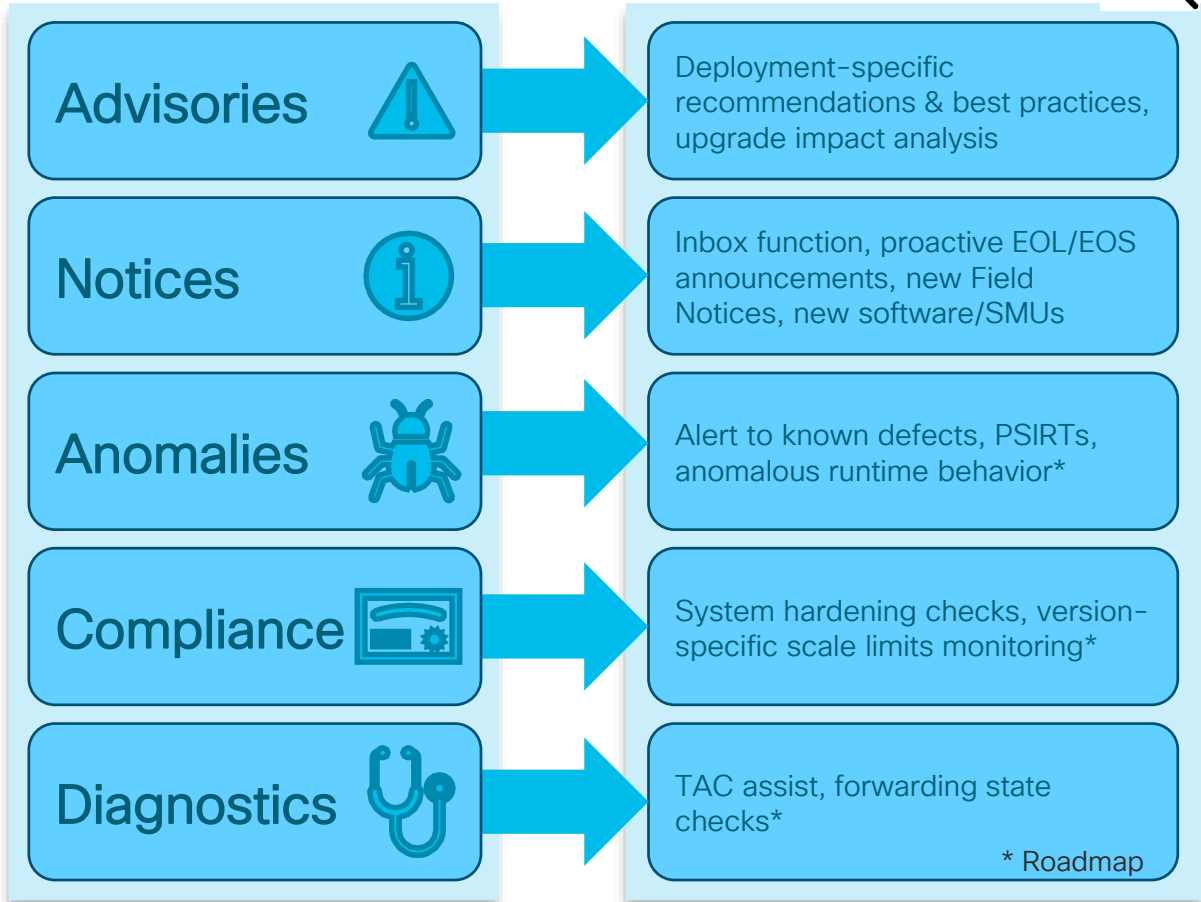 Advisories
Deployment-specific
recommendations & best practices,
upgrade impact analysis
Notices
Inbox function, proactive EOL/EOS
announcements, new Field
Notices, new software/SMUs
Anomalies
Alert to known defects, PSIRTs,
anomalous runtime behavior*
Compliance
System hardening checks, version-
specific scale limits monitoring*
Diagnostics
TAC assist, forwarding state
checks*
* Roadmap